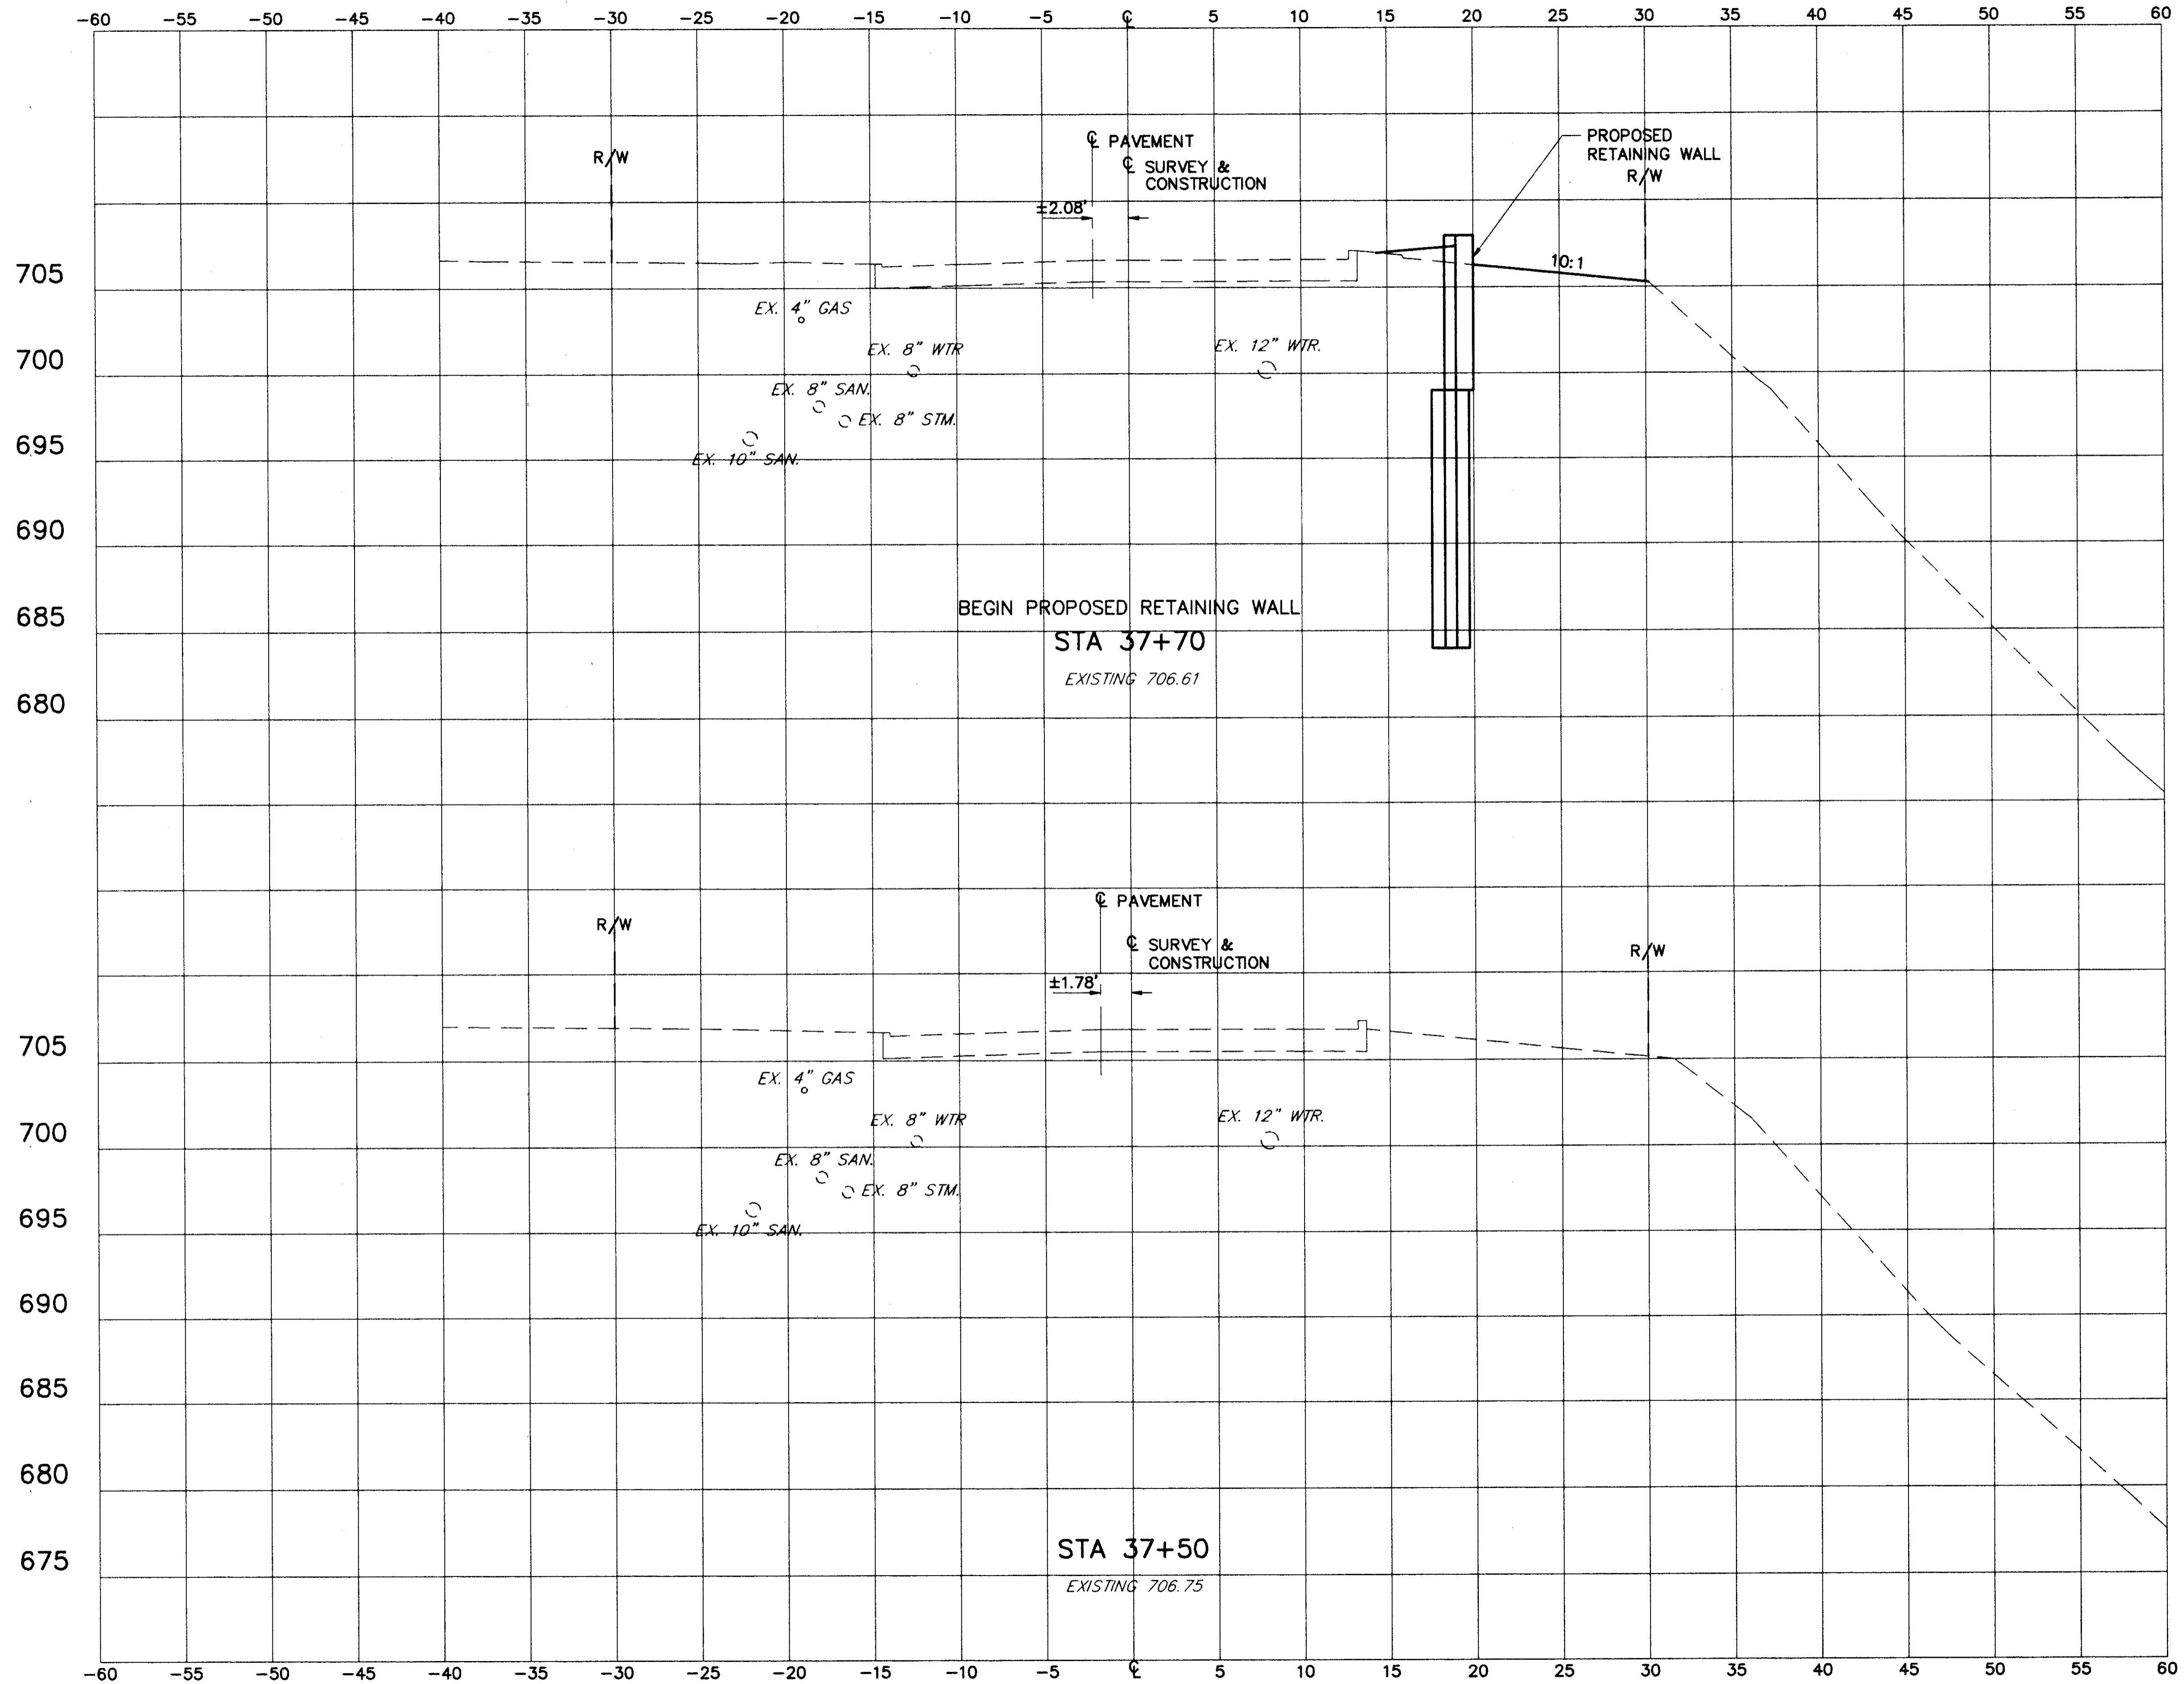 -60 -55 -50 -45 -40 -35 -30 -25 -20 -15 -10 -5 ℄ 5 10 15 20 25 30 35 40 45 50 55 60
℄ PAVEMENT
℄ SURVEY &
CONSTRUCTION
R/W
PROPOSED
RETAINING WALL
R/W
±2.08'
10:1
705
EX. 4" GAS
700
EX. 8" WTR
EX. 12" WTR.
EX. 8" SAN.
EX. 8" STM.
695
EX. 10" SAN.
690
685
BEGIN PROPOSED RETAINING WALL
STA 37+70
EXISTING 706.61
680
℄ PAVEMENT
R/W
℄ SURVEY &
CONSTRUCTION
R/W
±1.78'
705
EX. 4" GAS
700
EX. 8" WTR
EX. 12" WTR.
EX. 8" SAN.
EX. 8" STM.
695
EX. 10" SAN.
690
685
680
675
STA 37+50
EXISTING 706.75
-60 -55 -50 -45 -40 -35 -30 -25 -20 -15 -10 -5 ℄ 5 10 15 20 25 30 35 40 45 50 55 60